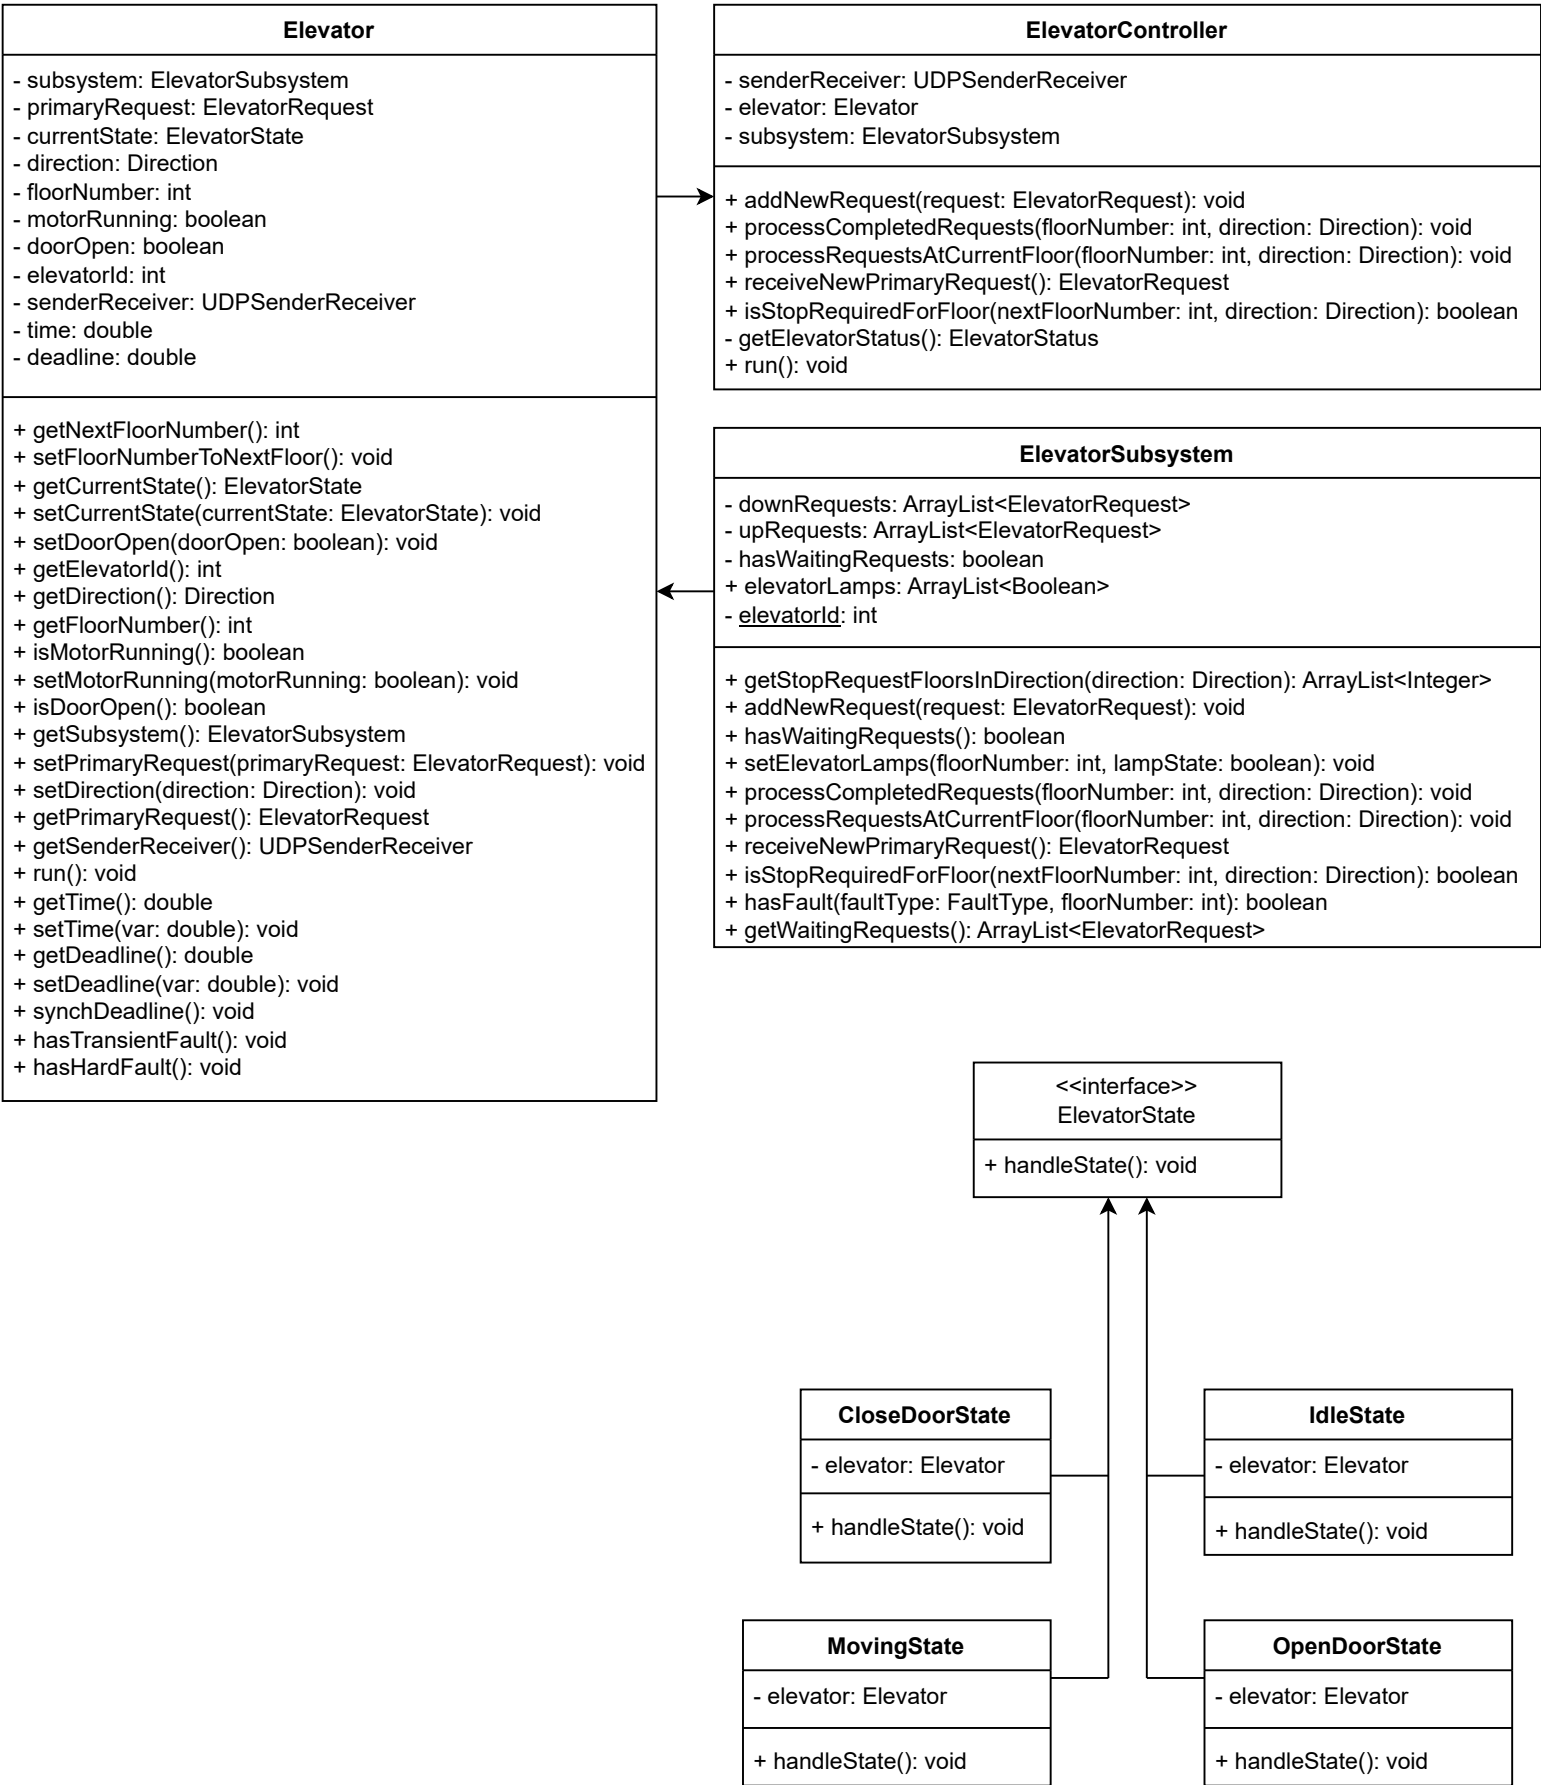 Elevator
- subsystem: ElevatorSubsystem
- primaryRequest: ElevatorRequest
- currentState: ElevatorState
- direction: Direction
- floorNumber: int
- motorRunning: boolean
- doorOpen: boolean
- elevatorId: int
- senderReceiver: UDPSenderReceiver
- time: double
- deadline: double
+ getNextFloorNumber(): int
+ setFloorNumberToNextFloor(): void
+ getCurrentState(): ElevatorState
+ setCurrentState(currentState: ElevatorState): void
+ setDoorOpen(doorOpen: boolean): void
+ getElevatorId(): int
+ getDirection(): Direction
+ getFloorNumber(): int
+ isMotorRunning(): boolean
+ setMotorRunning(motorRunning: boolean): void
+ isDoorOpen(): boolean
+ getSubsystem(): ElevatorSubsystem
+ setPrimaryRequest(primaryRequest: ElevatorRequest): void
+ setDirection(direction: Direction): void
+ getPrimaryRequest(): ElevatorRequest
+ getSenderReceiver(): UDPSenderReceiver
+ run(): void
+ getTime(): double
+ setTime(var: double): void
+ getDeadline(): double
+ setDeadline(var: double): void
+ synchDeadline(): void
+ hasTransientFault(): void
+ hasHardFault(): void
ElevatorController
- senderReceiver: UDPSenderReceiver
- elevator: Elevator
- subsystem: ElevatorSubsystem
+ addNewRequest(request: ElevatorRequest): void
+ processCompletedRequests(floorNumber: int, direction: Direction): void
+ processRequestsAtCurrentFloor(floorNumber: int, direction: Direction): void
+ receiveNewPrimaryRequest(): ElevatorRequest
+ isStopRequiredForFloor(nextFloorNumber: int, direction: Direction): boolean
- getElevatorStatus(): ElevatorStatus
+ run(): void
ElevatorSubsystem
- downRequests: ArrayList<ElevatorRequest>
- upRequests: ArrayList<ElevatorRequest>
- hasWaitingRequests: boolean
+ elevatorLamps: ArrayList<Boolean>
- elevatorId: int
+ getStopRequestFloorsInDirection(direction: Direction): ArrayList<Integer>
+ addNewRequest(request: ElevatorRequest): void
+ hasWaitingRequests(): boolean
+ setElevatorLamps(floorNumber: int, lampState: boolean): void
+ processCompletedRequests(floorNumber: int, direction: Direction): void
+ processRequestsAtCurrentFloor(floorNumber: int, direction: Direction): void
+ receiveNewPrimaryRequest(): ElevatorRequest
+ isStopRequiredForFloor(nextFloorNumber: int, direction: Direction): boolean
+ hasFault(faultType: FaultType, floorNumber: int): boolean
+ getWaitingRequests(): ArrayList<ElevatorRequest>
<<interface>>
ElevatorState
+ handleState(): void
CloseDoorState
- elevator: Elevator
+ handleState(): void
IdleState
- elevator: Elevator
+ handleState(): void
MovingState
- elevator: Elevator
+ handleState(): void
OpenDoorState
- elevator: Elevator
+ handleState(): void